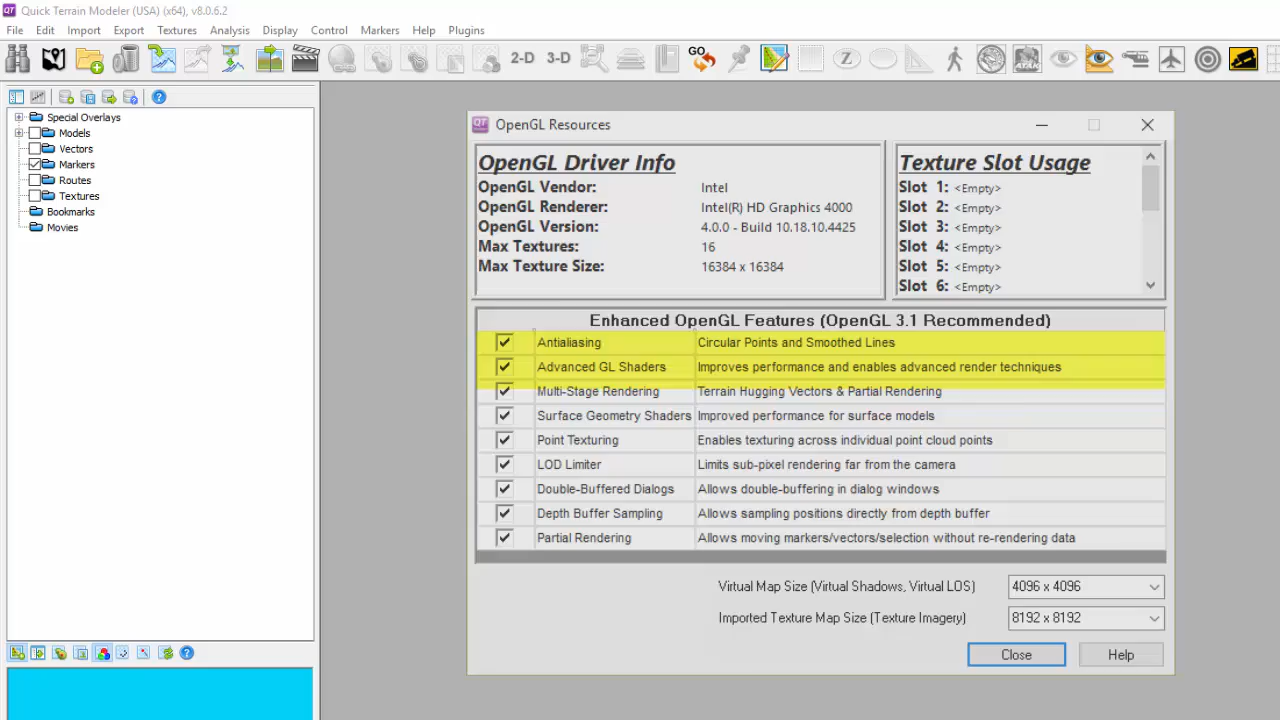 QT Quick Terrain Modeler (USA) (x64), v8.0.6.2
File Edit Import Export Textures Analysis Display Control Markers Help Plugins
2-D 3-D GO Z ATAK
Special Overlays
Models
Vectors
Markers
Routes
Textures
Bookmarks
Movies
QT OpenGL Resources
OpenGL Driver Info
OpenGL Vendor: Intel
OpenGL Renderer: Intel(R) HD Graphics 4000
OpenGL Version: 4.0.0 - Build 10.18.10.4425
Max Textures: 16
Max Texture Size: 16384 x 16384
Texture Slot Usage
Slot 1: <Empty>
Slot 2: <Empty>
Slot 3: <Empty>
Slot 4: <Empty>
Slot 5: <Empty>
Slot 6: <Empty>
Enhanced OpenGL Features (OpenGL 3.1 Recommended)
Antialiasing Circular Points and Smoothed Lines
Advanced GL Shaders Improves performance and enables advanced render techniques
Multi-Stage Rendering Terrain Hugging Vectors & Partial Rendering
Surface Geometry Shaders Improved performance for surface models
Point Texturing Enables texturing across individual point cloud points
LOD Limiter Limits sub-pixel rendering far from the camera
Double-Buffered Dialogs Allows double-buffering in dialog windows
Depth Buffer Sampling Allows sampling positions directly from depth buffer
Partial Rendering Allows moving markers/vectors/selection without re-rendering data
Virtual Map Size (Virtual Shadows, Virtual LOS) 4096 x 4096
Imported Texture Map Size (Texture Imagery) 8192 x 8192
Close Help